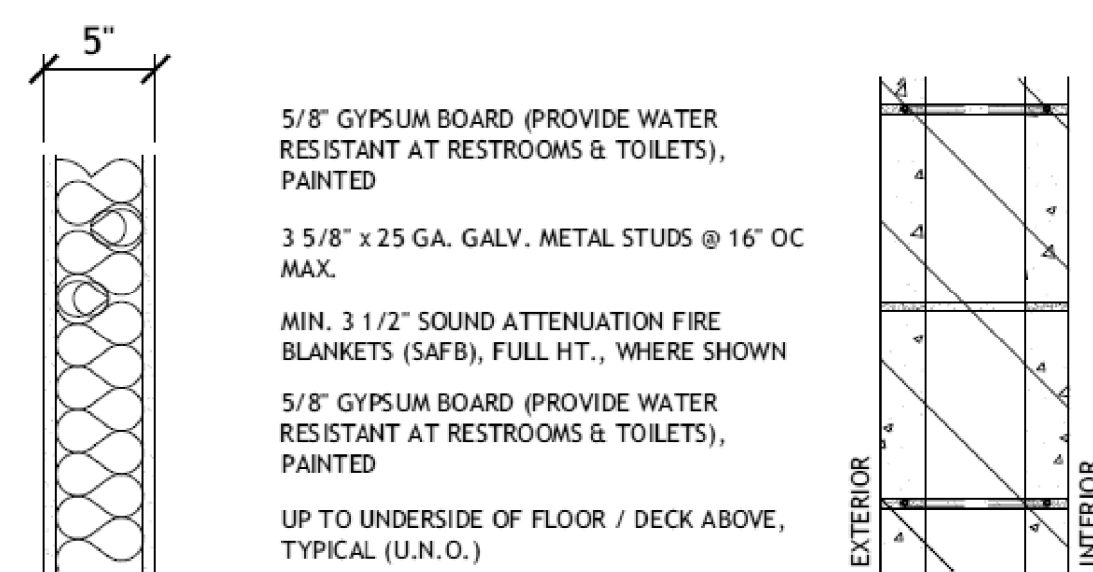 5"
5/8" GYPSUM BOARD (PROVIDE WATER
RESISTANT AT RESTROOMS & TOILETS),
PAINTED
3 5/8" x 25 GA. GALV. METAL STUDS @ 16" OC
MAX.
MIN. 3 1/2" SOUND ATTENUATION FIRE
BLANKETS (SAFB), FULL HT., WHERE SHOWN
5/8" GYPSUM BOARD (PROVIDE WATER
RESISTANT AT RESTROOMS & TOILETS),
PAINTED
UP TO UNDERSIDE OF FLOOR / DECK ABOVE,
TYPICAL (U.N.O.)
EXTERIOR
INTERIOR